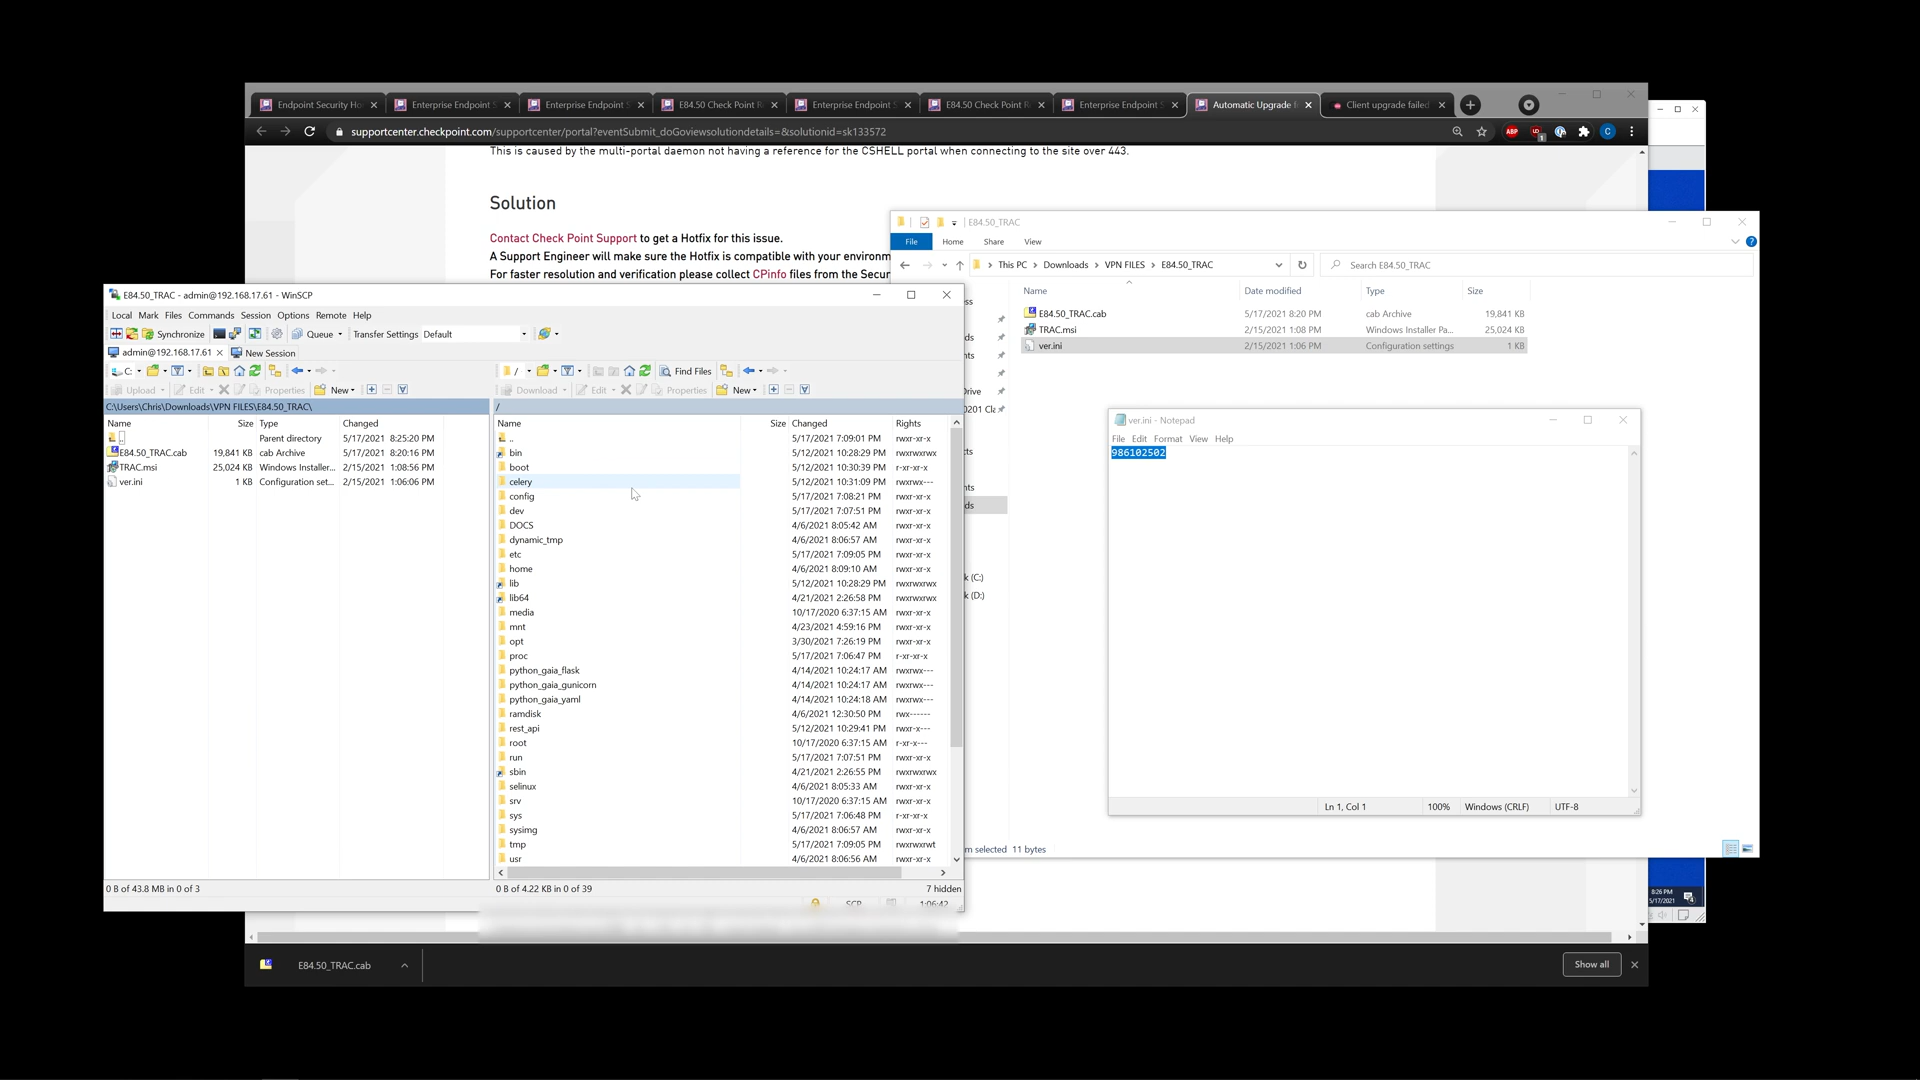 Endpoint Security Ho
Enterprise Endpoint S
Enterprise Endpoint S
E84.50 Check Point R
Enterprise Endpoint S
E84.50 Check Point R
Enterprise Endpoint S
Automatic Upgrade f
Client upgrade failed
supportcenter.checkpoint.com/supportcenter/portal?eventSubmit_doGoviewsolutiondetails=&solutionid=sk133572
ABP
C
This is caused by the multi-portal daemon not having a reference for the CSHELL portal when connecting to the site over 443.
Solution
Contact Check Point Support to get a Hotfix for this issue.
A Support Engineer will make sure the Hotfix is compatible with your environm
For faster resolution and verification please collect CPinfo files from the Secur
E84.50_TRAC
File Home Share View
This PC > Downloads > VPN FILES > E84.50_TRAC
Search E84.50_TRAC
Name Date modified Type Size
E84.50_TRAC.cab 5/17/2021 8:20 PM cab Archive 19,841 KB
TRAC.msi 2/15/2021 1:08 PM Windows Installer Pa... 25,024 KB
ver.ini 2/15/2021 1:06 PM Configuration settings 1 KB
ess
ds
nts
rive
0201 Cla
cts
nts
ds
k (C:)
k (D:)
m selected 11 bytes
ver.ini - Notepad
File Edit Format View Help
986102502
Ln 1, Col 1 100% Windows (CRLF) UTF-8
E84.50_TRAC - admin@192.168.17.61 - WinSCP
Local Mark Files Commands Session Options Remote Help
Synchronize Queue Transfer Settings Default
admin@192.168.17.61 New Session
C: / Find Files
Upload Edit Properties New
Download Edit Properties New
C:\Users\Chris\Downloads\VPN FILES\E84.50_TRAC\
Name Size Type Changed
.. Parent directory 5/17/2021 8:25:20 PM
E84.50_TRAC.cab 19,841 KB cab Archive 5/17/2021 8:20:16 PM
TRAC.msi 25,024 KB Windows Installer... 2/15/2021 1:08:56 PM
ver.ini 1 KB Configuration set... 2/15/2021 1:06:06 PM
0 B of 43.8 MB in 0 of 3
/
Name Size Changed Rights
.. 5/17/2021 7:09:01 PM rwxr-xr-x
bin 5/12/2021 10:28:29 PM rwxrwxrwx
boot 5/12/2021 10:30:39 PM r-xr-xr-x
celery 5/12/2021 10:31:09 PM rwxrwx---
config 5/17/2021 7:08:21 PM rwxr-xr-x
dev 5/17/2021 7:07:51 PM rwxr-xr-x
DOCS 4/6/2021 8:05:42 AM rwxr-xr-x
dynamic_tmp 4/6/2021 8:06:57 AM rwxr-xr-x
etc 5/17/2021 7:09:05 PM rwxr-xr-x
home 4/6/2021 8:09:10 AM rwxr-xr-x
lib 5/12/2021 10:28:29 PM rwxrwxrwx
lib64 4/21/2021 2:26:58 PM rwxrwxrwx
media 10/17/2020 6:37:15 AM rwxr-xr-x
mnt 4/23/2021 4:59:16 PM rwxr-xr-x
opt 3/30/2021 7:26:19 PM rwxr-xr-x
proc 5/17/2021 7:06:47 PM r-xr-xr-x
python_gaia_flask 4/14/2021 10:24:17 AM rwxrwx---
python_gaia_gunicorn 4/14/2021 10:24:17 AM rwxrwx---
python_gaia_yaml 4/14/2021 10:24:18 AM rwxrwx---
ramdisk 4/6/2021 12:30:50 PM rwx------
rest_api 5/12/2021 10:29:41 PM rwxr-x---
root 10/17/2020 6:37:15 AM r-xr-x---
run 5/17/2021 7:07:51 PM rwxr-xr-x
sbin 4/21/2021 2:26:55 PM rwxrwxrwx
selinux 4/6/2021 8:05:33 AM rwxr-xr-x
srv 10/17/2020 6:37:15 AM rwxr-xr-x
sys 5/17/2021 7:06:48 PM r-xr-xr-x
sysimg 4/6/2021 8:06:57 AM rwxr-xr-x
tmp 5/17/2021 7:09:05 PM rwxrwxrwt
usr 4/6/2021 8:06:56 AM rwxr-xr-x
0 B of 4.22 KB in 0 of 39
7 hidden
SCP 1:06:42
8:26 PM
5/17/2021
E84.50_TRAC.cab
Show all